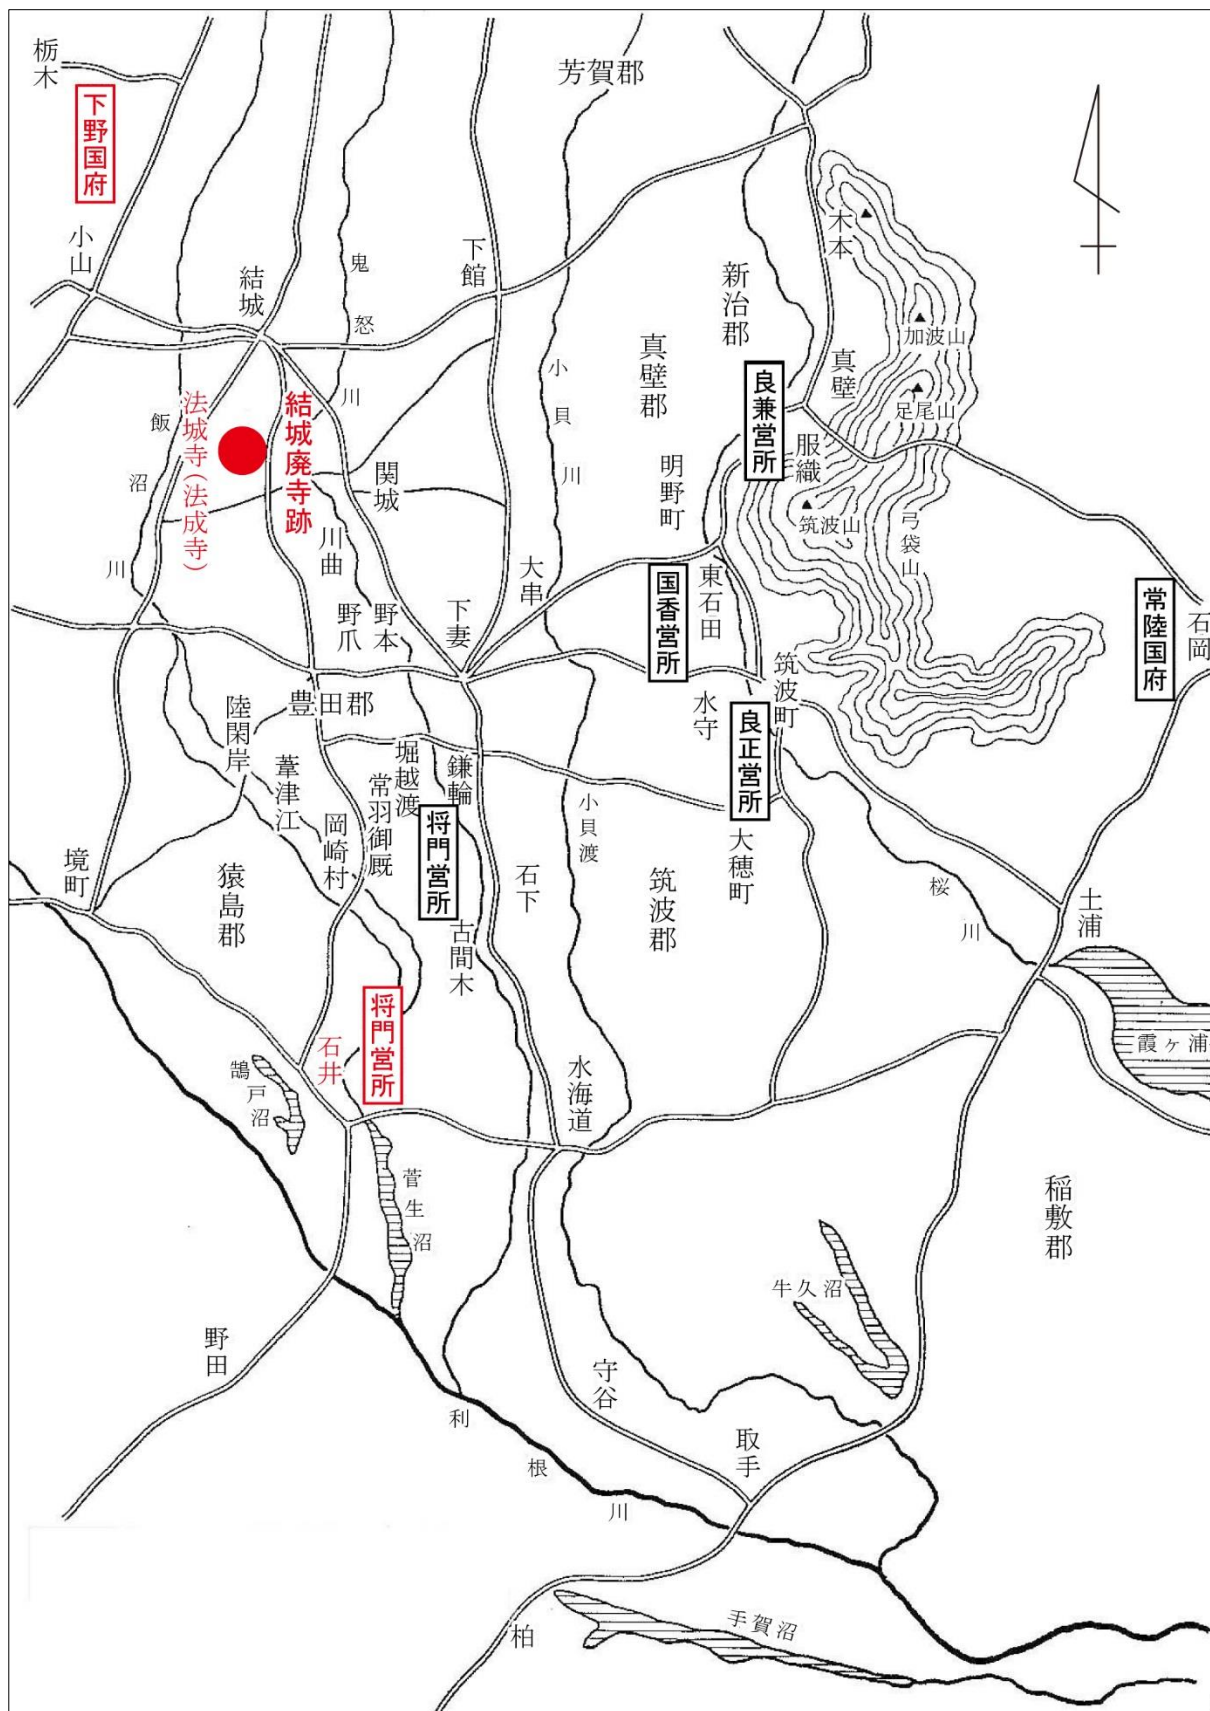 栃木
下野国府
小山
結城
鬼怒川
下館
芳賀郡
小貝川
真壁郡
新治郡
木本
加波山
真壁
足尾山
良兼営所
服織
筑波山
弓袋山
明野町
飯沼川
法城寺(法成寺)
結城廃寺跡
関城
川曲
野爪
野本
下妻
大串
国香営所
東石田
水守
筑波町
良正営所
常陸国府
石岡
豊田郡
陸閑岸
葦津江
岡崎村
常羽御厩
堀越渡
鎌輪
将門営所
石下
古間木
小貝渡
筑波郡
大穂町
桜川
土浦
霞ヶ浦
境町
猿島郡
石井
将門営所
鵠戸沼
菅生沼
水海道
稲敷郡
牛久沼
野田
守谷
取手
利根川
柏
手賀沼